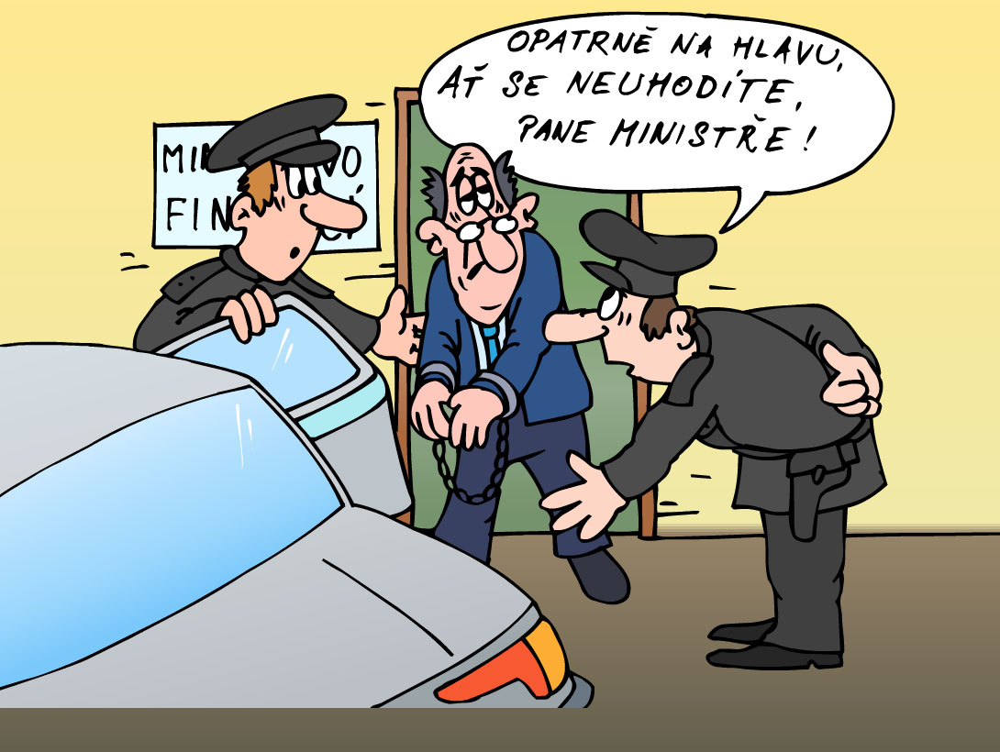 OPATRNĚ NA HLAVU,
AŤ SE NEUHODÍTE,
PANE MINISTŘE!